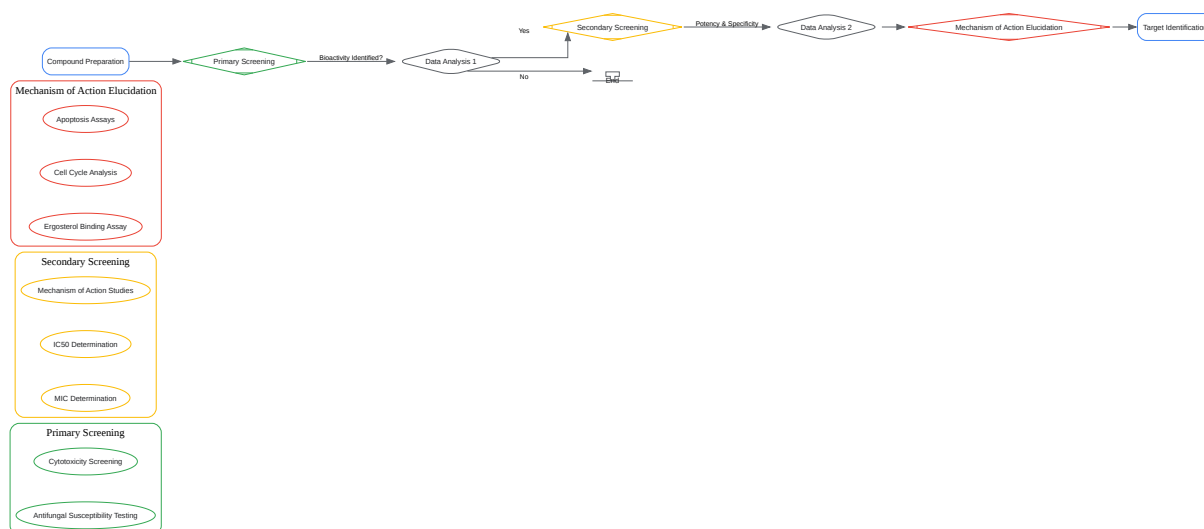 Yes
Secondary Screening
Potency & Specificity
Data Analysis 2
Mechanism of Action Elucidation
Target Identification
Compound Preparation
Primary Screening
Bioactivity Identified?
Data Analysis 1
No
End
Mechanism of Action Elucidation
Apoptosis Assays
Cell Cycle Analysis
Ergosterol Binding Assay
Secondary Screening
Mechanism of Action Studies
IC50 Determination
MIC Determination
Primary Screening
Cytotoxicity Screening
Antifungal Susceptibility Testing